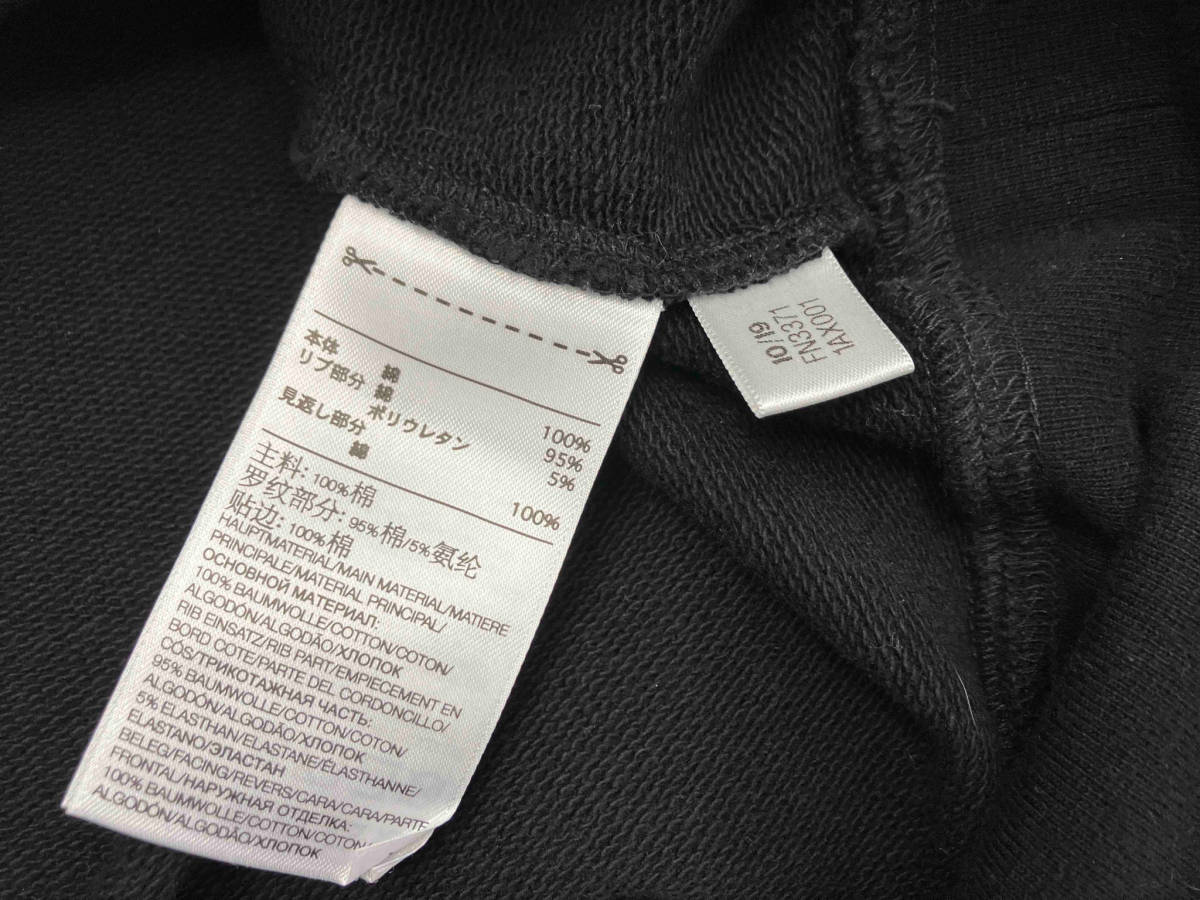 本体
綿 100%
リブ部分
綿 95%
ポリウレタン 5%
見返し部分
綿 100%
主料: 100%棉
罗纹部分: 95%棉/5%氨纶
贴边: 100%棉
HAUPTMATERIAL/MAIN MATERIAL/MATIERE
PRINCIPALE/MATERIAL PRINCIPAL/
ОСНОВНОЙ МАТЕРИАЛ:
100% BAUMWOLLE/COTTON/COTON/
ALGODÓN/ALGODÃO/ХЛОПОК
RIB EINSATZ/RIB PART/EMPIECEMENT EN
BORD COTE/PARTE DEL CORDONCILLO/
CÓS/ТРИКОТАЖНАЯ ЧАСТЬ:
95% BAUMWOLLE/COTTON/COTON/
ALGODÓN/ALGODÃO/ХЛОПОК
5% ELASTHAN/ELASTANE/ÉLASTHANNE/
ELASTANO/ЭЛАСТАН
BELEG/FACING/REVERS/CARA/CARA/PARTE
FRONTAL/НАРУЖНАЯ ОТДЕЛКА:
100% BAUMWOLLE/COTTON/COTON/
ALGODÓN/ALGODÃO/ХЛОПОК
10/19
FN3371
1AX001